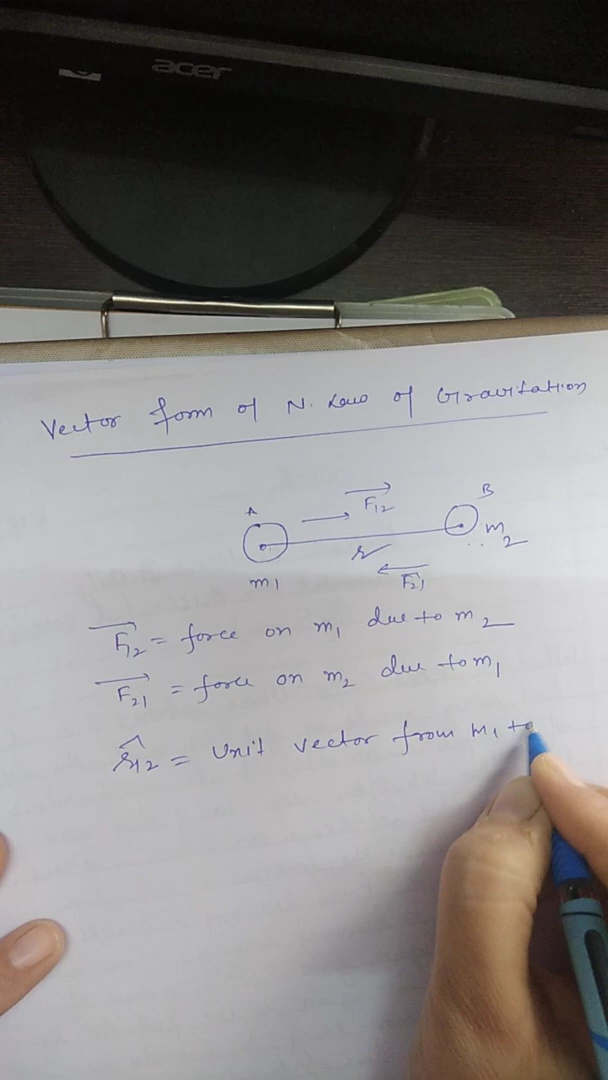 acer
Vector form of N. Law of Gravitation
A
F₁₂
B
r
m₂
m₁
F₂₁
F₁₂ = force on m₁ due to m₂
F₂₁ = force on m₂ due to m₁
r̂₁₂ = Unit vector from m₁ to